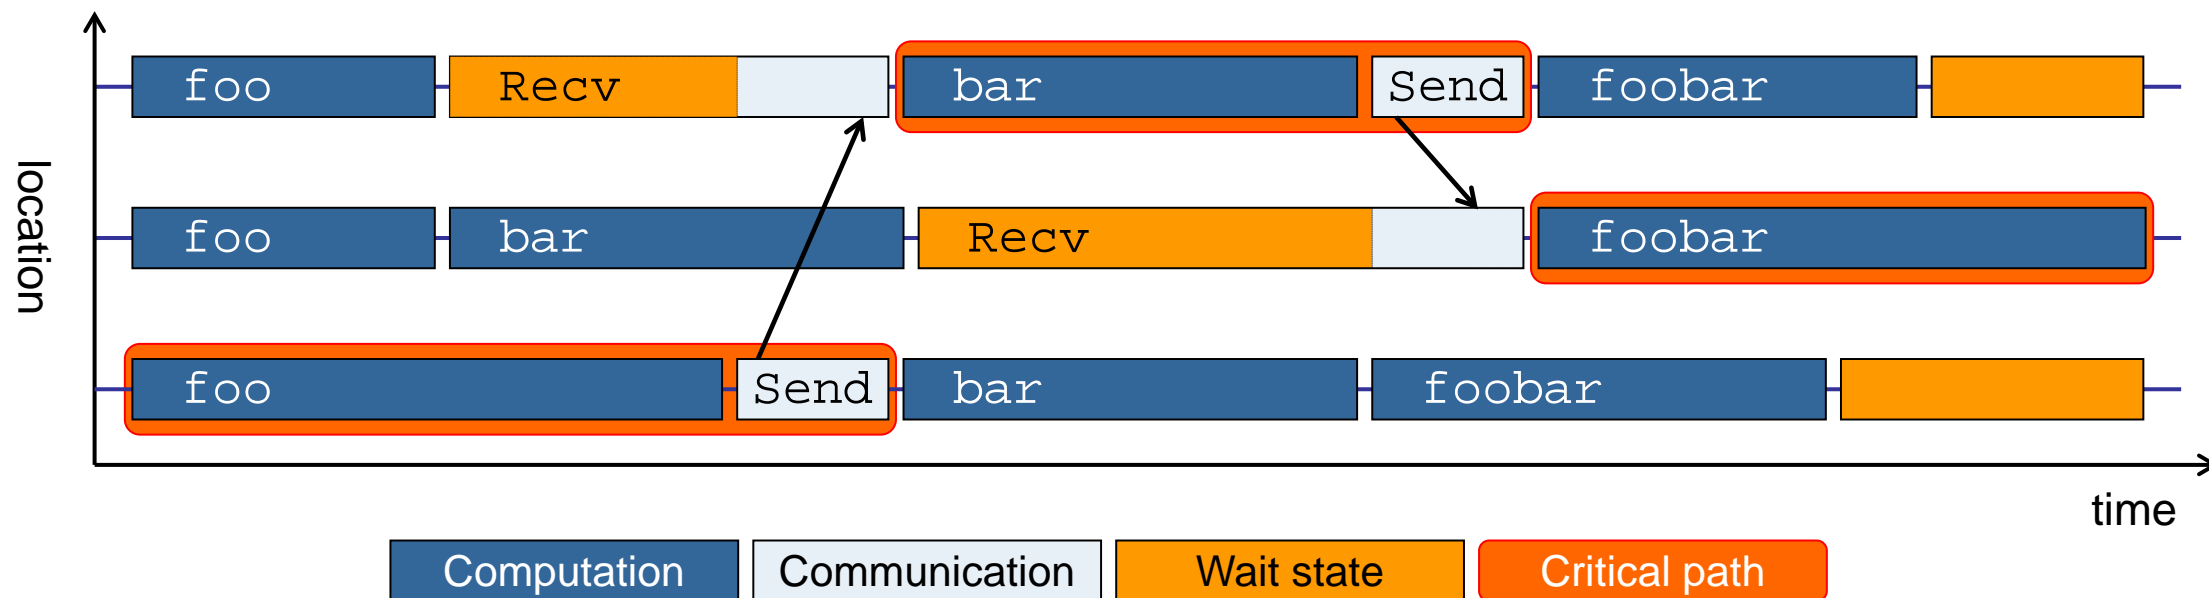 foo Recv bar Send foobar
location
foo bar Recv foobar
foo Send bar foobar
time
Computation Communication Wait state Critical path